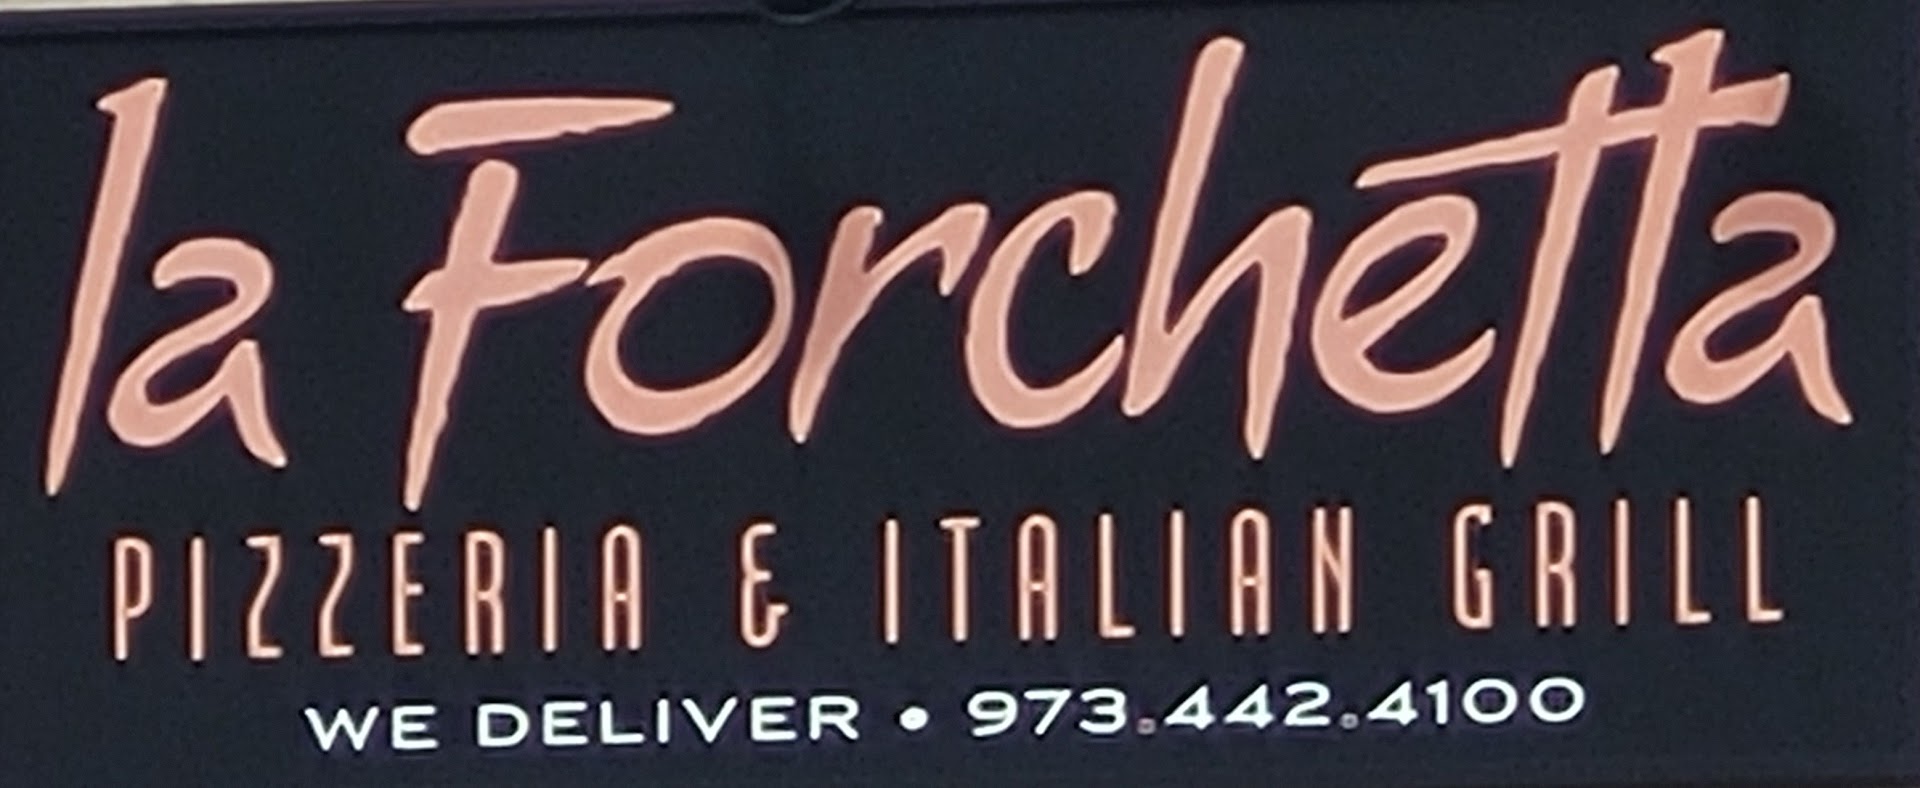 la Forchetta
PIZZERIA & ITALIAN GRILL
WE DELIVER • 973.442.4100